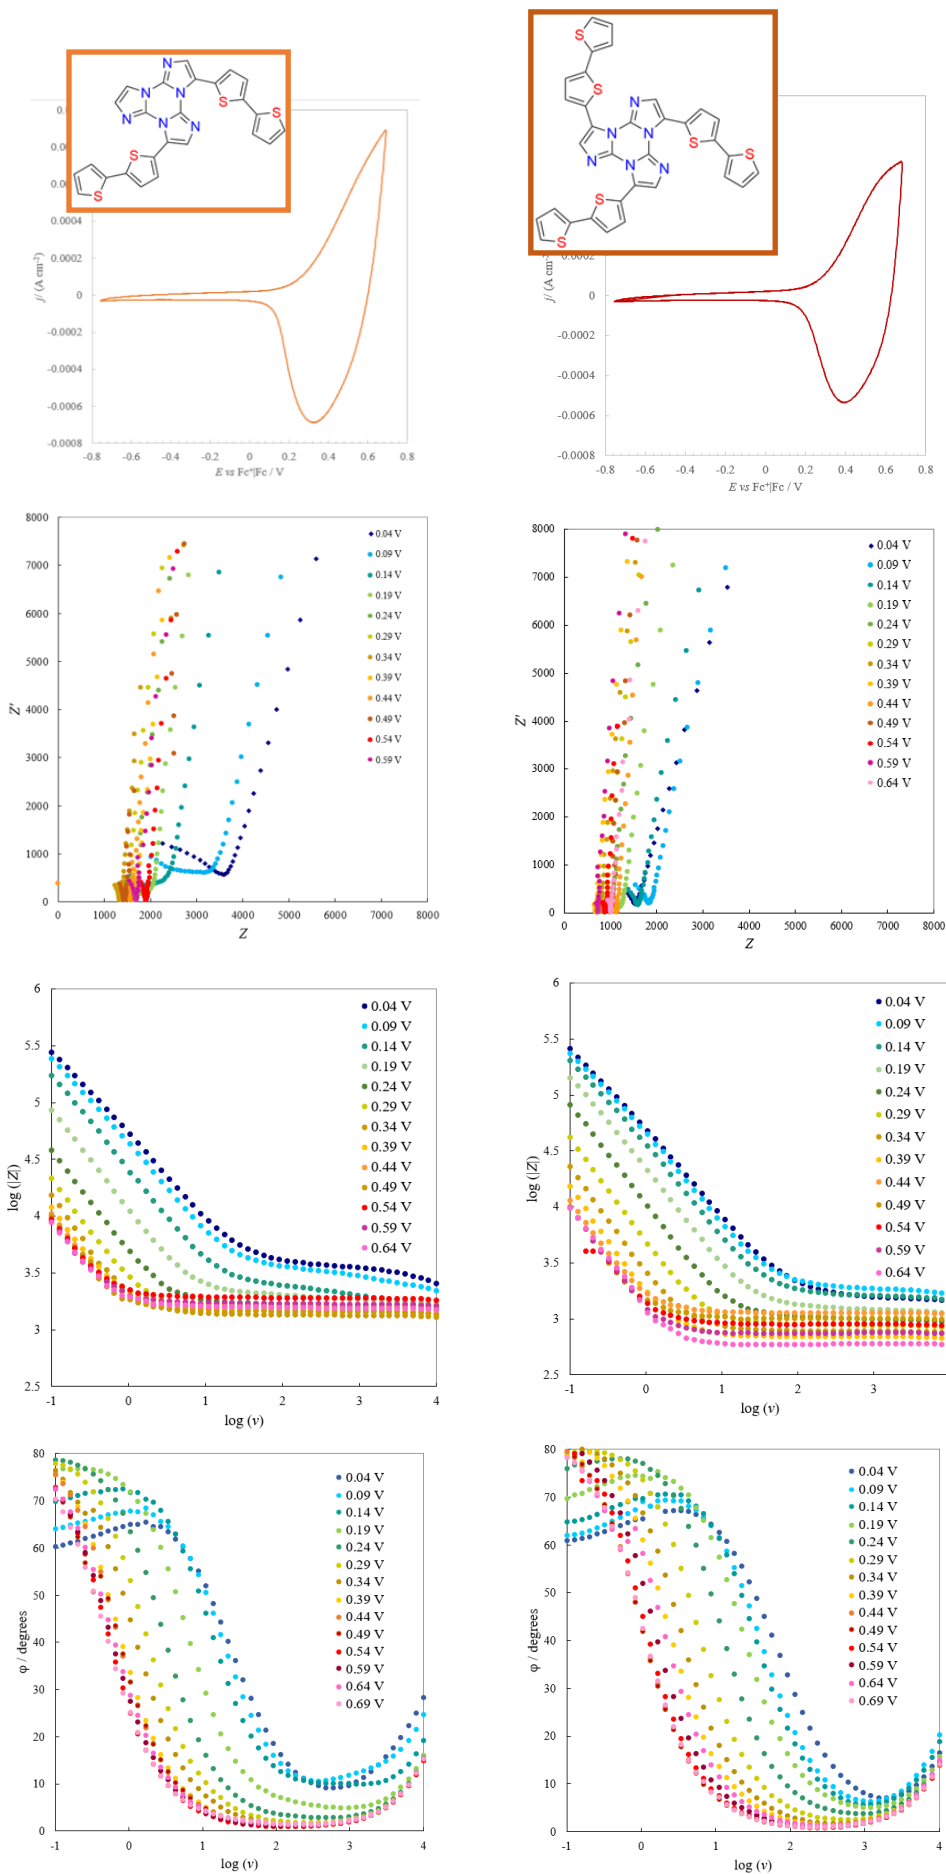 N
N N
N N
N
S
S
S
S
S
S
N
N N
N N
N
S
S
S
S
0.0004
0.0002
0
-0.0002
-0.0004
-0.0006
-0.0008
j/ (A cm⁻²)
-0.8 -0.6 -0.4 -0.2 0 0.2 0.4 0.6 0.8
E vs Fc⁺|Fc / V
0
-0.0002
-0.0004
-0.0006
-0.0008
j/ (A cm⁻²)
-0.8 -0.6 -0.4 -0.2 0 0.2 0.4 0.6 0.8
E vs Fc⁺|Fc / V
8000
7000
6000
5000
4000
3000
2000
1000
0
Z'
0 1000 2000 3000 4000 5000 6000 7000 8000
Z
0.04 V
0.09 V
0.14 V
0.19 V
0.24 V
0.29 V
0.34 V
0.39 V
0.44 V
0.49 V
0.54 V
0.59 V
8000
7000
6000
5000
4000
3000
2000
1000
0
Z'
0 1000 2000 3000 4000 5000 6000 7000 8000
Z
0.04 V
0.09 V
0.14 V
0.19 V
0.24 V
0.29 V
0.34 V
0.39 V
0.44 V
0.49 V
0.54 V
0.59 V
0.64 V
6
5.5
5
4.5
4
3.5
3
2.5
log (|Z|)
-1 0 1 2 3 4
log (v)
0.04 V
0.09 V
0.14 V
0.19 V
0.24 V
0.29 V
0.34 V
0.39 V
0.44 V
0.49 V
0.54 V
0.59 V
0.64 V
6
5.5
5
4.5
4
3.5
3
2.5
log (|Z|)
-1 0 1 2 3
log (v)
0.04 V
0.09 V
0.14 V
0.19 V
0.24 V
0.29 V
0.34 V
0.39 V
0.44 V
0.49 V
0.54 V
0.59 V
0.64 V
80
70
60
50
40
30
20
10
0
φ / degrees
-1 0 1 2 3 4
log (v)
0.04 V
0.09 V
0.14 V
0.19 V
0.24 V
0.29 V
0.34 V
0.39 V
0.44 V
0.49 V
0.54 V
0.59 V
0.64 V
0.69 V
80
70
60
50
40
30
20
10
0
φ / degrees
-1 0 1 2 3 4
log (v)
0.04 V
0.09 V
0.14 V
0.19 V
0.24 V
0.29 V
0.34 V
0.39 V
0.44 V
0.49 V
0.54 V
0.59 V
0.64 V
0.69 V